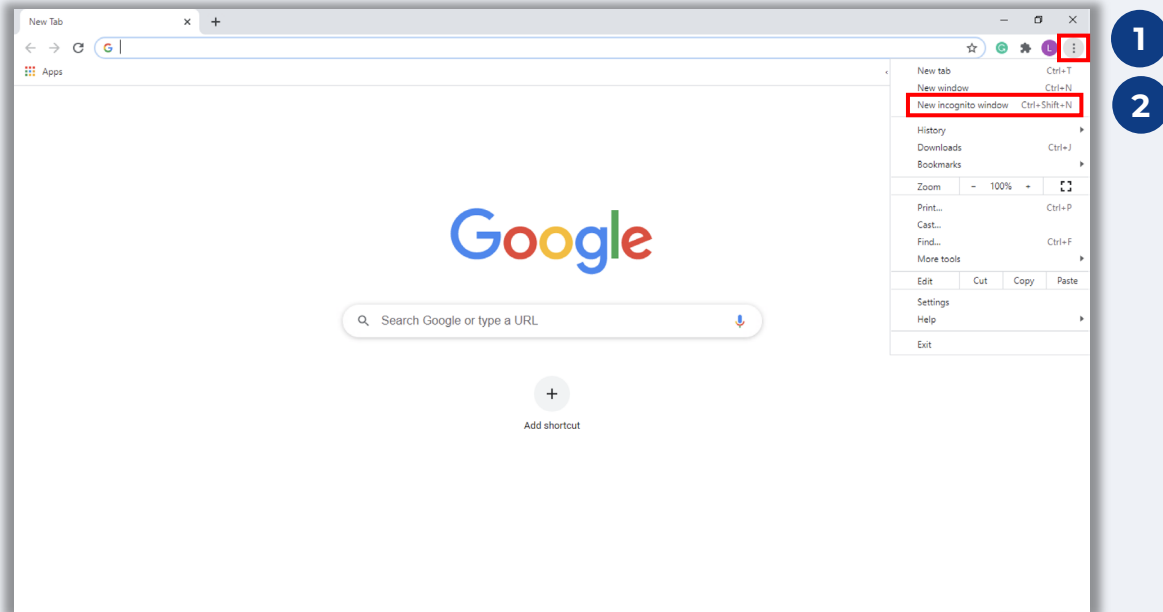 New Tab
G
L
1
Apps
New tab Ctrl+T
New window Ctrl+N
2
New incognito window Ctrl+Shift+N
History
Downloads Ctrl+J
Bookmarks
Zoom - 100% +
Print... Ctrl+P
Cast...
Find... Ctrl+F
More tools
Edit Cut Copy Paste
Settings
Help
Exit
Google
Search Google or type a URL
Add shortcut